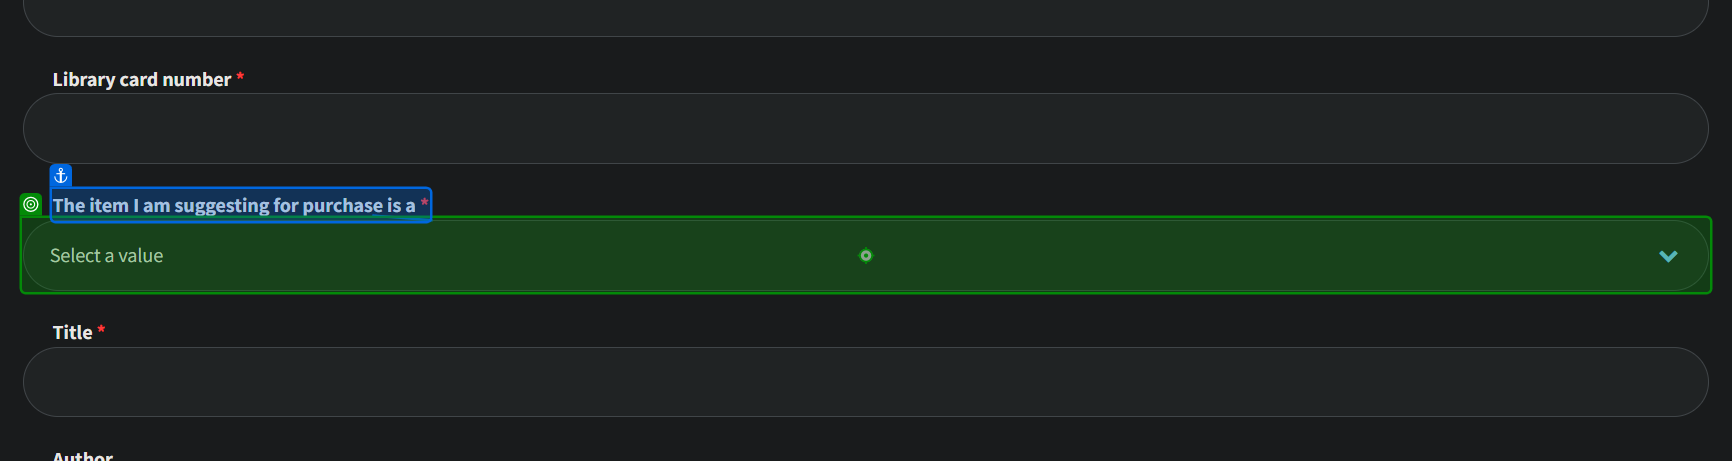 Library card number *
The item I am suggesting for purchase is a *
Select a value
Title *
Author